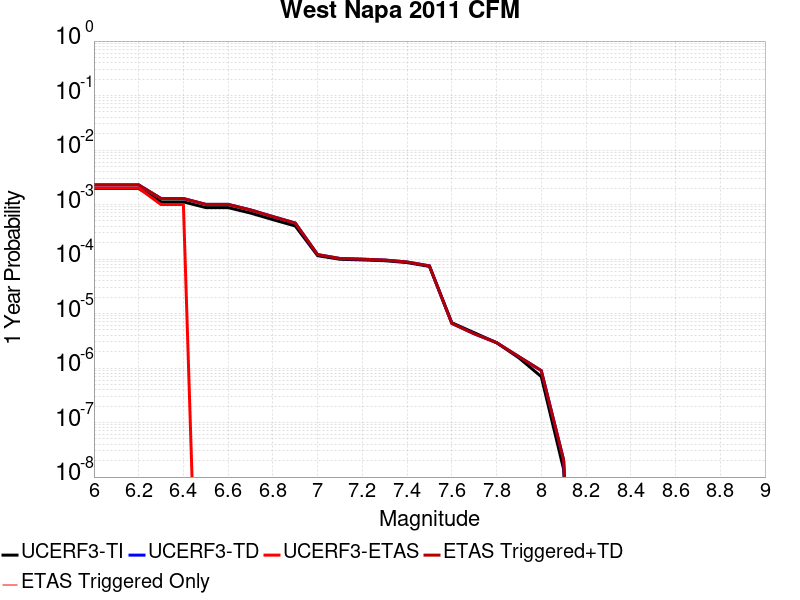 West Napa 2011 CFM
10^0
10^-1
10^-2
10^-3
10^-4
10^-5
10^-6
10^-7
10^-8
1 Year Probability
6 6.2 6.4 6.6 6.8 7 7.2 7.4 7.6 7.8 8 8.2 8.4 8.6 8.8 9
Magnitude
UCERF3-TI UCERF3-TD UCERF3-ETAS ETAS Triggered+TD
ETAS Triggered Only